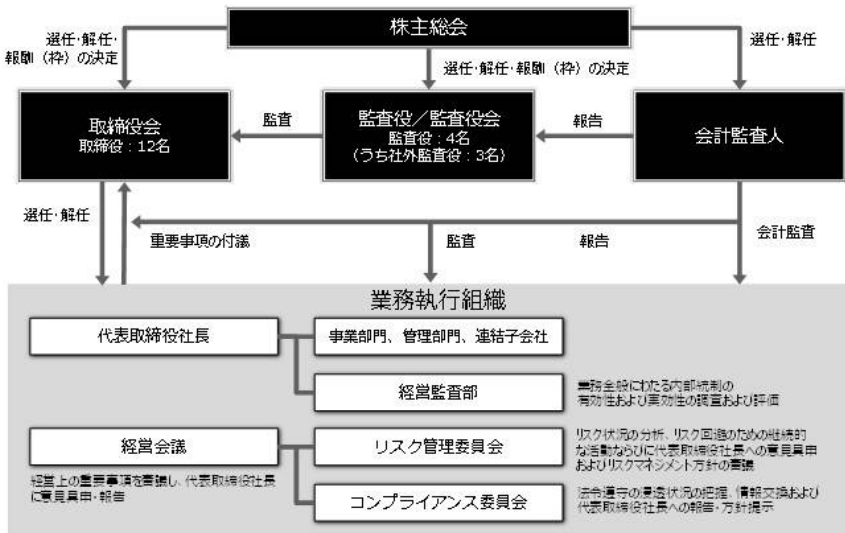 株主総会
選任・解任・
報酬（枠）の決定
選任・解任・報酬（枠）の決定
選任・解任
取締役会
取締役：12名
監査
監査役／監査役会
監査役：4名
（うち社外監査役：3名）
報告
会計監査人
選任・解任
重要事項の付議
監査
報告
会計監査
業務執行組織
代表取締役社長
事業部門、管理部門、連結子会社
経営監査部
業務全般にわたる内部統制の
有効性および実効性の調査および評価
経営会議
経営上の重要事項を審議し、代表取締役社長
に意見具申・報告
リスク管理委員会
リスク状況の分析、リスク回避のための継続的
な活動ならびに代表取締役社長への意見具申
およびリスクマネジメント方針の審議
コンプライアンス委員会
法令遵守の浸透状況の把握、情報交換および
代表取締役社長への報告・方針提示